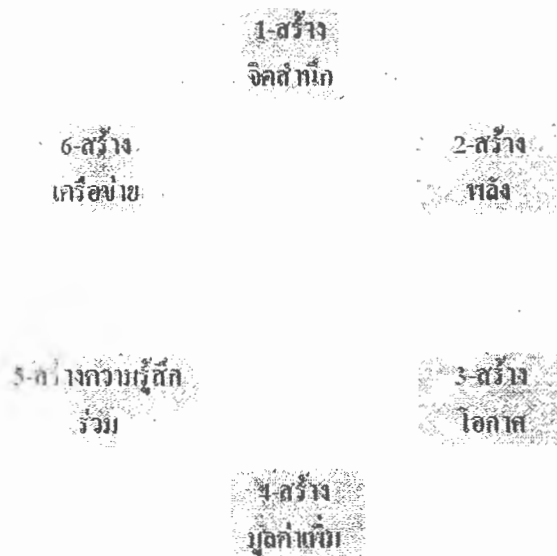 1-สร้าง
จิตสำนึก
2-สร้าง
พลัง
3-สร้าง
โอกาศ
4-สร้าง
มูลค่าเพิ่ม
5-สร้างความรู้สึก
ร่วม
6-สร้าง
เครือข่าย